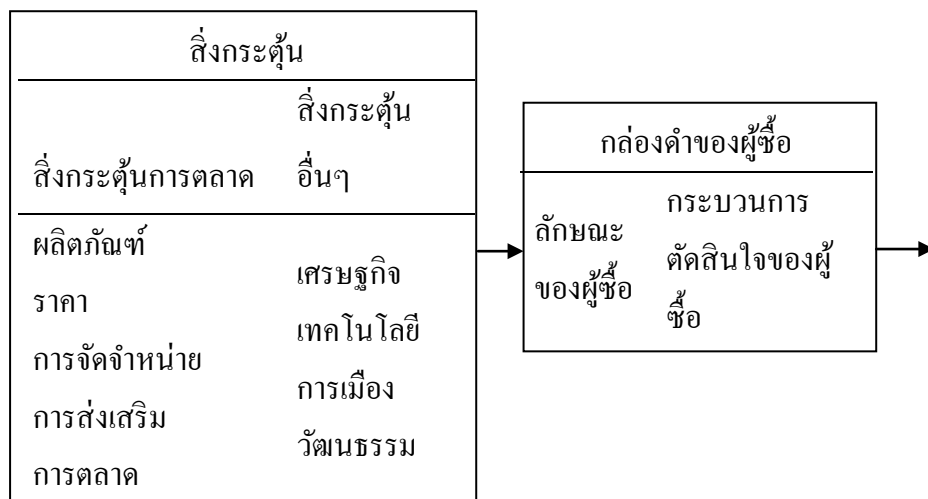 สิ่งกระตุ้น
สิ่งกระตุ้นการตลาด
สิ่งกระตุ้น
อื่นๆ
ผลิตภัณฑ์
ราคา
การจัดจำหน่าย
การส่งเสริม
การตลาด
เศรษฐกิจ
เทคโนโลยี
การเมือง
วัฒนธรรม
กล่องดำของผู้ซื้อ
ลักษณะ
ของผู้ซื้อ
กระบวนการ
ตัดสินใจของผู้
ซื้อ